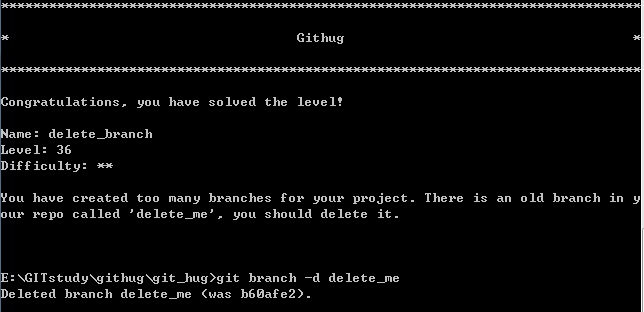 ********************************************************************************
* Githug *
********************************************************************************
Congratulations, you have solved the level!
Name: delete_branch
Level: 36
Difficulty: **
You have created too many branches for your project. There is an old branch in y
our repo called 'delete_me', you should delete it.
E:\GITstudy\githug\git_hug>git branch -d delete_me
Deleted branch delete_me (was b60afe2).